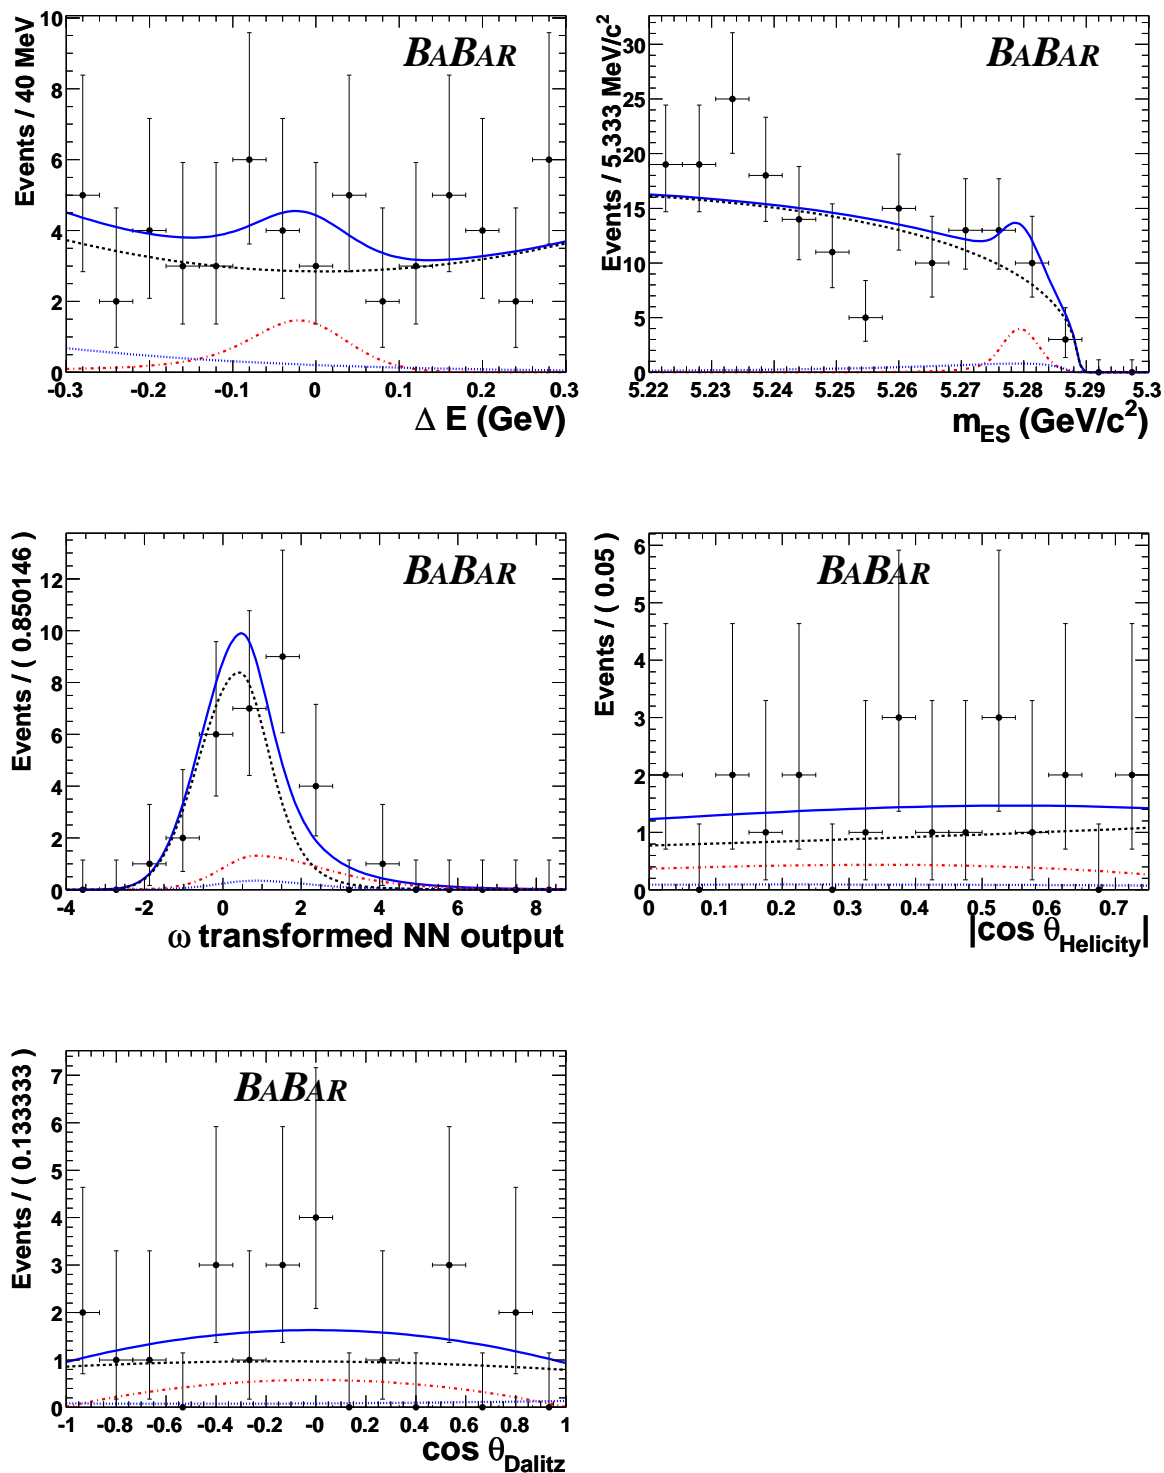 Events / 40 MeV
10
8
6
4
2
0
BABAR
-0.3 -0.2 -0.1 0 0.1 0.2 0.3
Δ E (GeV)
Events / 5.333 MeV/c²
30
25
20
15
10
5
0
BABAR
5.22 5.23 5.24 5.25 5.26 5.27 5.28 5.29 5.3
m_ES (GeV/c²)
Events / ( 0.850146 )
12
10
8
6
4
2
0
BABAR
-4 -2 0 2 4 6 8
ω transformed NN output
Events / ( 0.05 )
6
5
4
3
2
1
0
BABAR
0 0.1 0.2 0.3 0.4 0.5 0.6 0.7
|cos θ_Helicity|
Events / ( 0.133333 )
7
6
5
4
3
2
1
0
BABAR
-1 -0.8 -0.6 -0.4 -0.2 -0 0.2 0.4 0.6 0.8 1
cos θ_Dalitz